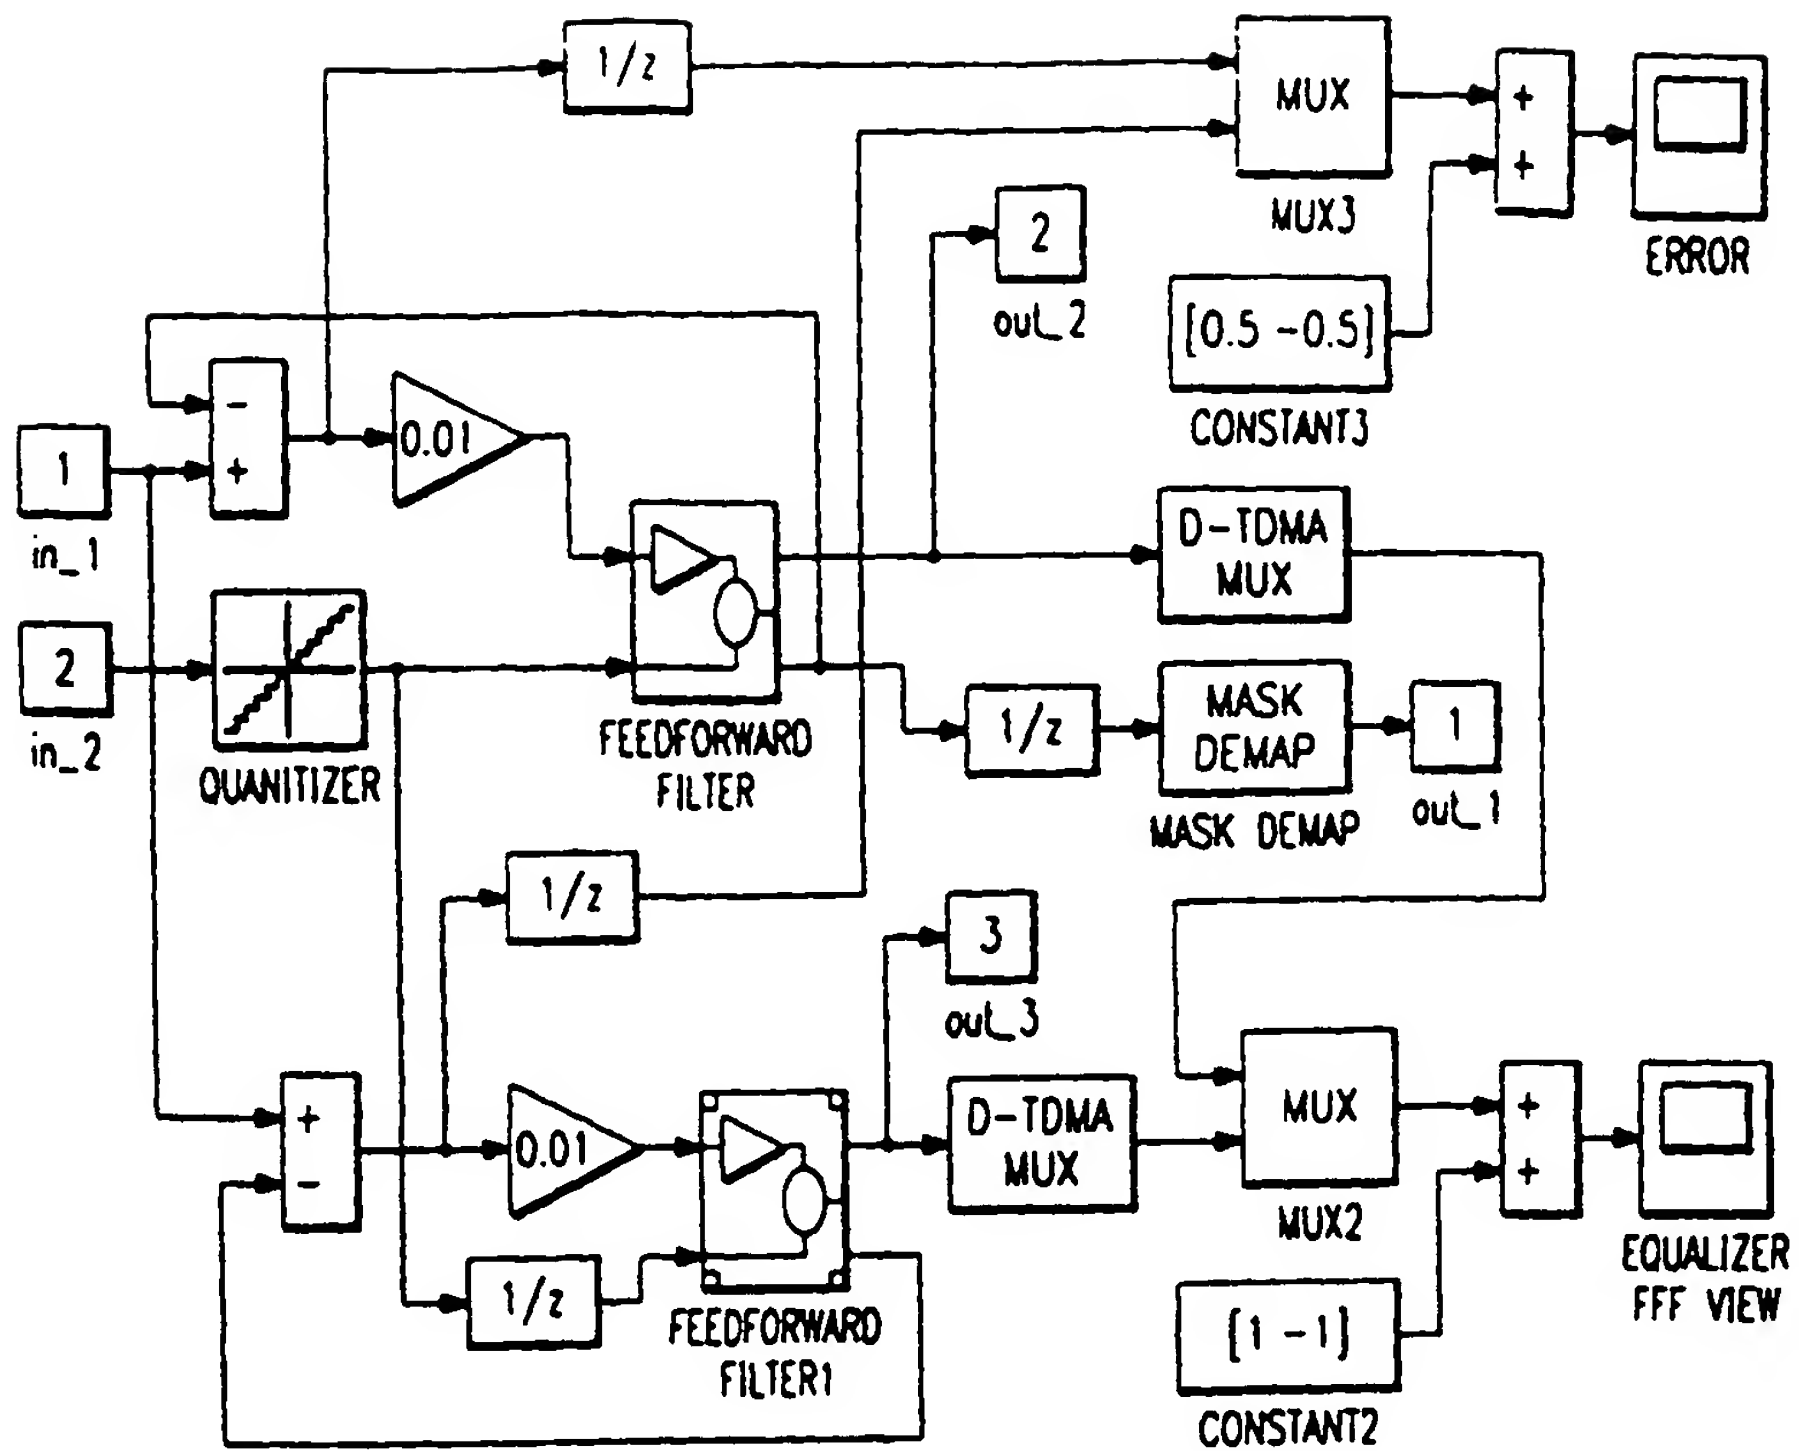 1/z
MUX
+
+
MUX3
ERROR
2
out_2
[0.5 -0.5]
CONSTANT3
-
+
0.01
1
in_1
D-TDMA
MUX
2
in_2
QUANITIZER
FEEDFORWARD
FILTER
1/z
MASK
DEMAP
MASK DEMAP
1
out_1
1/z
3
out_3
+
-
0.01
D-TDMA
MUX
MUX
MUX2
+
+
EQUALIZER
FFF VIEW
1/z
FEEDFORWARD
FILTER1
[1 -1]
CONSTANT2